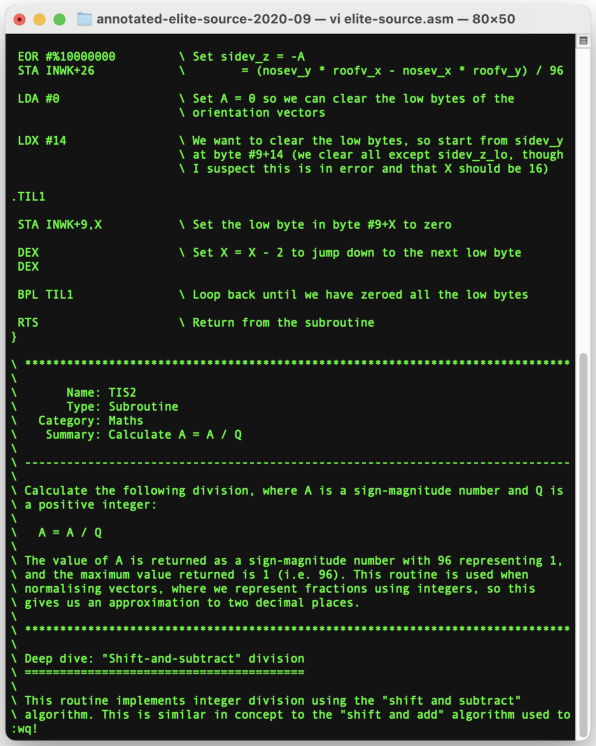 annotated-elite-source-2020-09 — vi elite-source.asm — 80×50
EOR #%10000000 \ Set sidev_z = -A
STA INWK+26 \ = (nosev_y * roofv_x - nosev_x * roofv_y) / 96
LDA #0 \ Set A = 0 so we can clear the low bytes of the
\ orientation vectors
LDX #14 \ We want to clear the low bytes, so start from sidev_y
\ at byte #9+14 (we clear all except sidev_z_lo, though
\ I suspect this is in error and that X should be 16)
.TIL1
STA INWK+9,X \ Set the low byte in byte #9+X to zero
DEX \ Set X = X - 2 to jump down to the next low byte
DEX
BPL TIL1 \ Loop back until we have zeroed all the low bytes
RTS \ Return from the subroutine
}
\ ******************************************************************************
\
\ Name: TIS2
\ Type: Subroutine
\ Category: Maths
\ Summary: Calculate A = A / Q
\
\ ------------------------------------------------------------------------------
\
\ Calculate the following division, where A is a sign-magnitude number and Q is
\ a positive integer:
\
\ A = A / Q
\
\ The value of A is returned as a sign-magnitude number with 96 representing 1,
\ and the maximum value returned is 1 (i.e. 96). This routine is used when
\ normalising vectors, where we represent fractions using integers, so this
\ gives us an approximation to two decimal places.
\
\ ******************************************************************************
\
\ Deep dive: "Shift-and-subtract" division
\ ========================================
\
\ This routine implements integer division using the "shift and subtract"
\ algorithm. This is similar in concept to the "shift and add" algorithm used to
:wq!